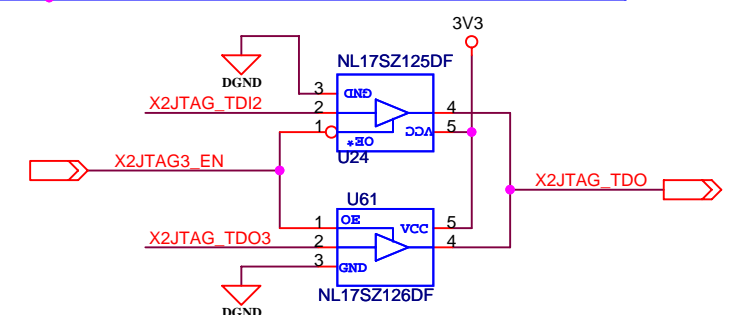 3V3
NL17SZ125DF
DGND
3
GND
X2JTAG_TDI2
2
4
1
OE*
VCC
5
U24
X2JTAG3_EN
X2JTAG_TDO
U61
1
OE
VCC
5
X2JTAG_TDO3
2
4
3
GND
NL17SZ126DF
DGND